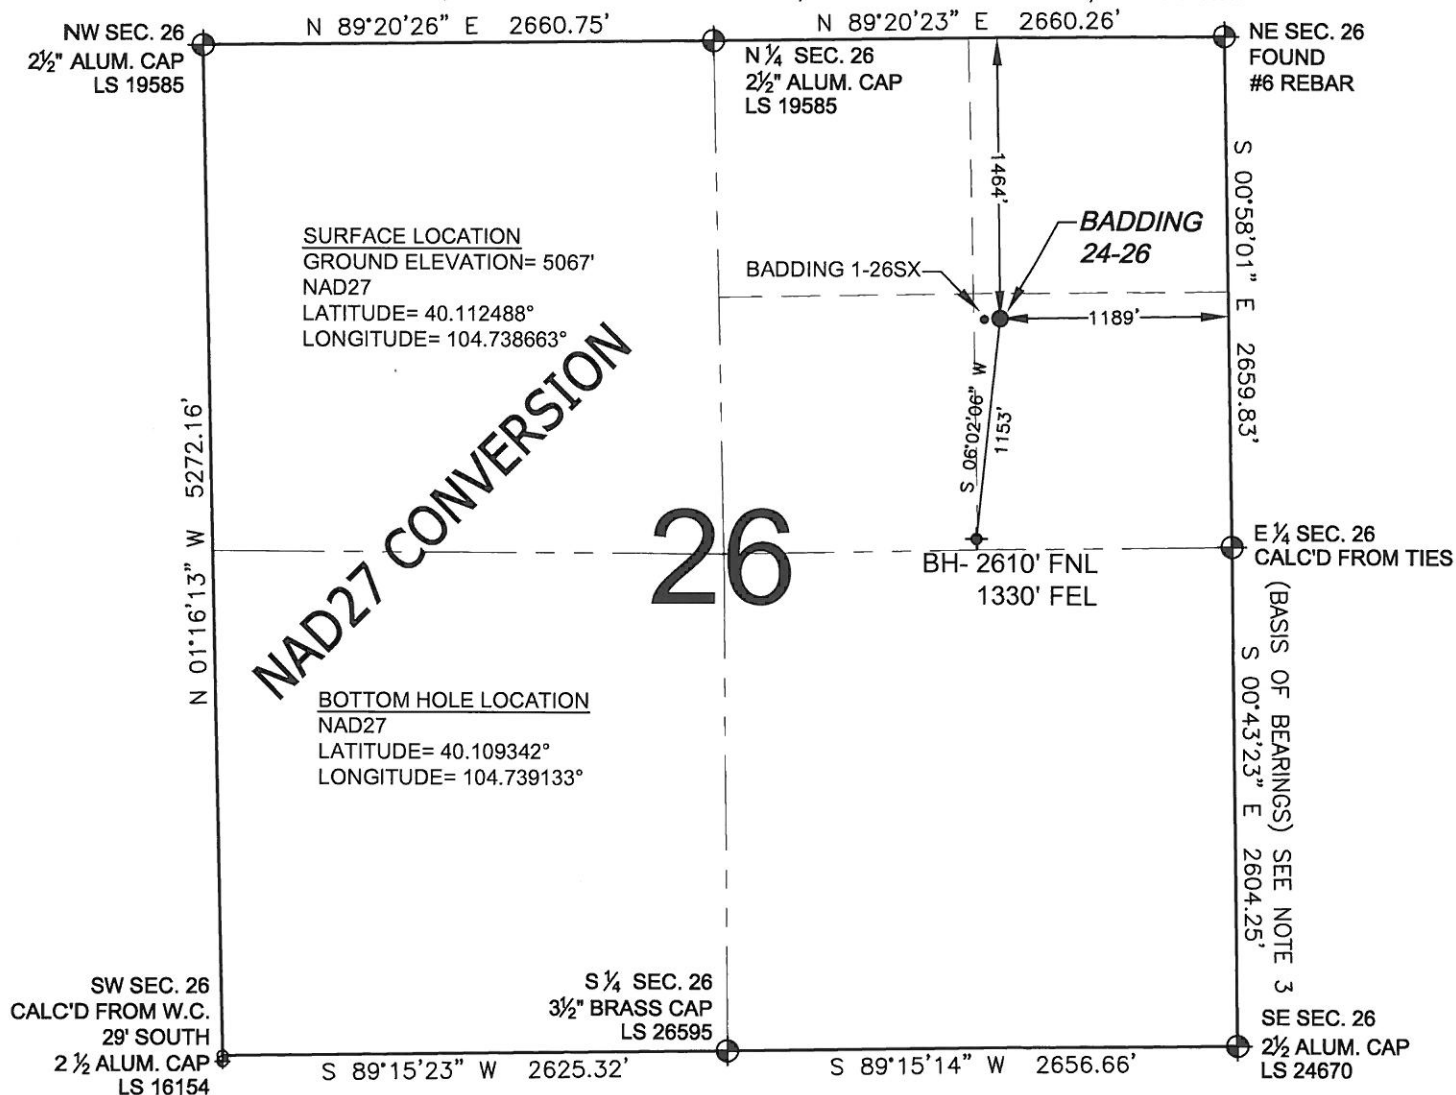 N 89°20'26" E 2660.75'
N 89°20'23" E 2660.26'
NW SEC. 26
2½" ALUM. CAP
LS 19585
N ¼ SEC. 26
2½" ALUM. CAP
LS 19585
NE SEC. 26
FOUND
#6 REBAR
S 00°58'01" E 2659.83'
1464'
SURFACE LOCATION
GROUND ELEVATION= 5067'
NAD27
LATITUDE= 40.112488°
LONGITUDE= 104.738663°
BADDING
24-26
BADDING 1-26SX
1189'
S 06°02'06" W
1153'
N 01°16'13" W 5272.16'
NAD27 CONVERSION
26
BH- 2610' FNL
1330' FEL
E ¼ SEC. 26
CALC'D FROM TIES
(BASIS OF BEARINGS) SEE NOTE 3
S 00°43'23" E 2604.25'
BOTTOM HOLE LOCATION
NAD27
LATITUDE= 40.109342°
LONGITUDE= 104.739133°
SW SEC. 26
CALC'D FROM W.C.
29' SOUTH
2 ½ ALUM. CAP
LS 16154
S ¼ SEC. 26
3½" BRASS CAP
LS 26595
SE SEC. 26
2½ ALUM. CAP
LS 24670
S 89°15'23" W 2625.32'
S 89°15'14" W 2656.66'